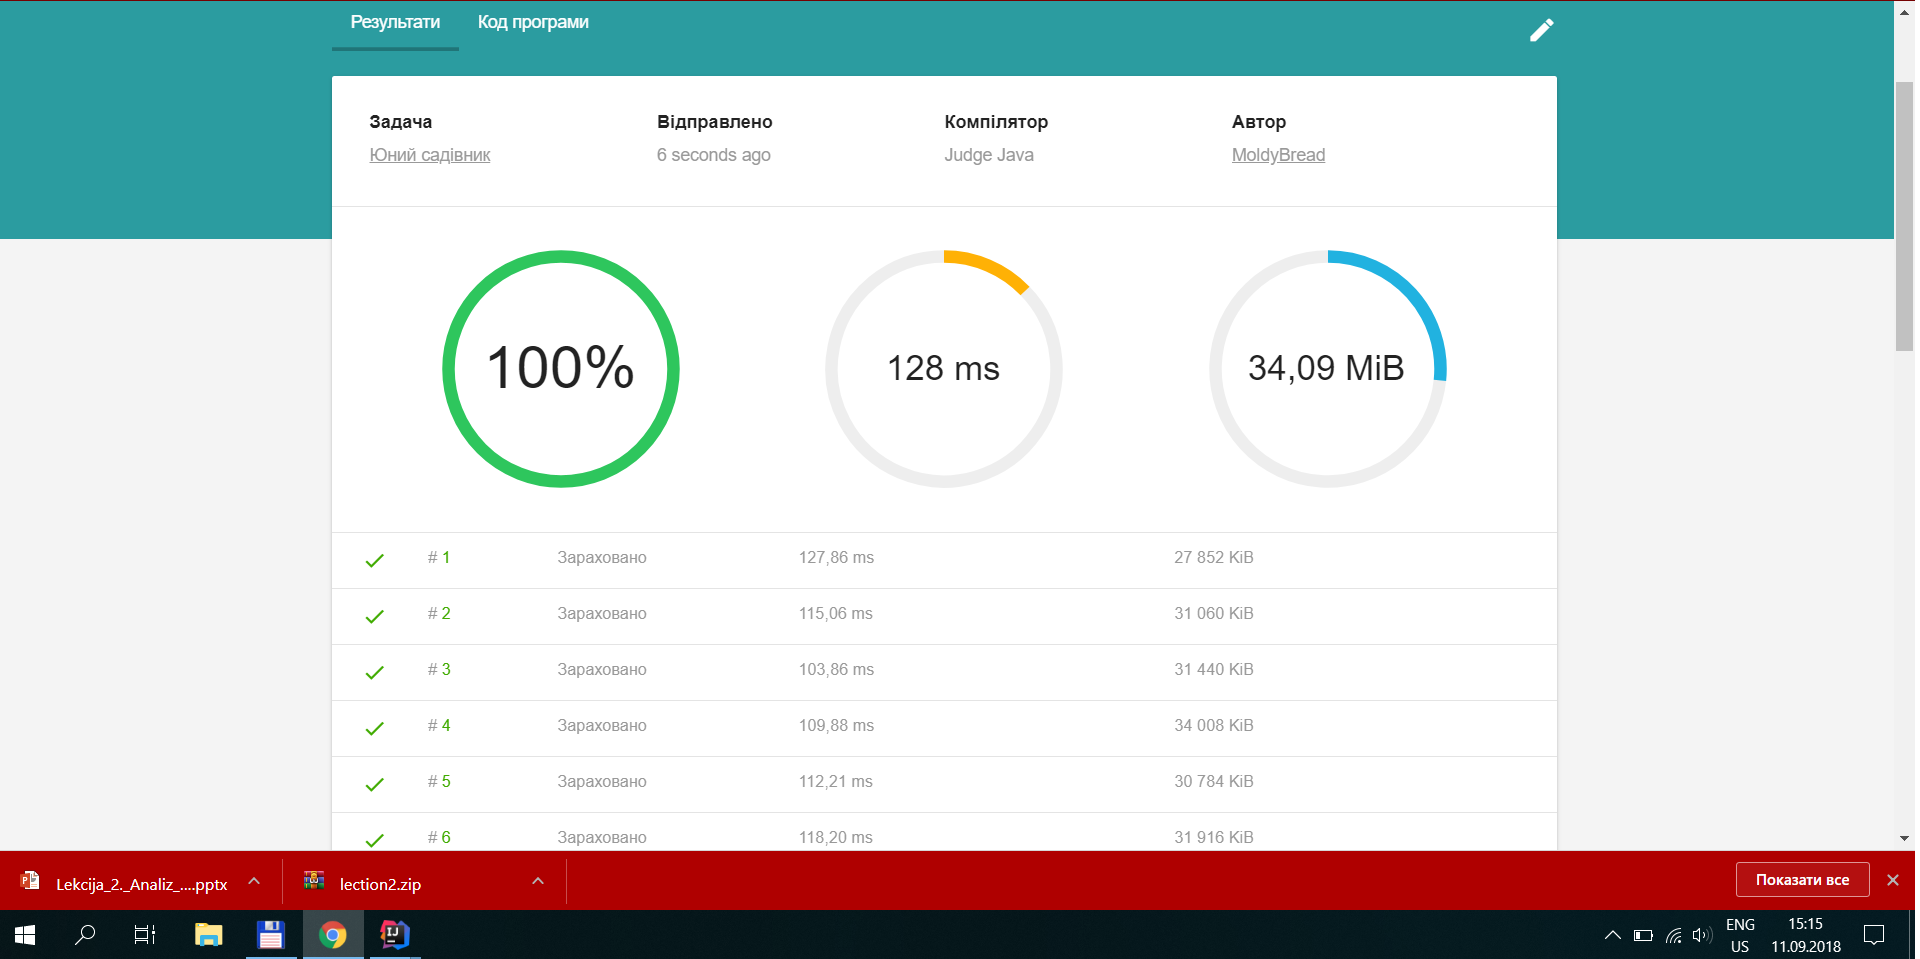 Результати Код програми
Задача Відправлено Компілятор Автор
Юний садівник 6 seconds ago Judge Java MoldyBread
100% 128 ms 34,09 MiB
# 1 Зараховано 127,86 ms 27 852 KiB
# 2 Зараховано 115,06 ms 31 060 KiB
# 3 Зараховано 103,86 ms 31 440 KiB
# 4 Зараховано 109,88 ms 34 008 KiB
# 5 Зараховано 112,21 ms 30 784 KiB
# 6 Зараховано 118,20 ms 31 916 KiB
Lekcija_2._Analiz_....pptx lection2.zip Показати все
ENG 15:15
US 11.09.2018